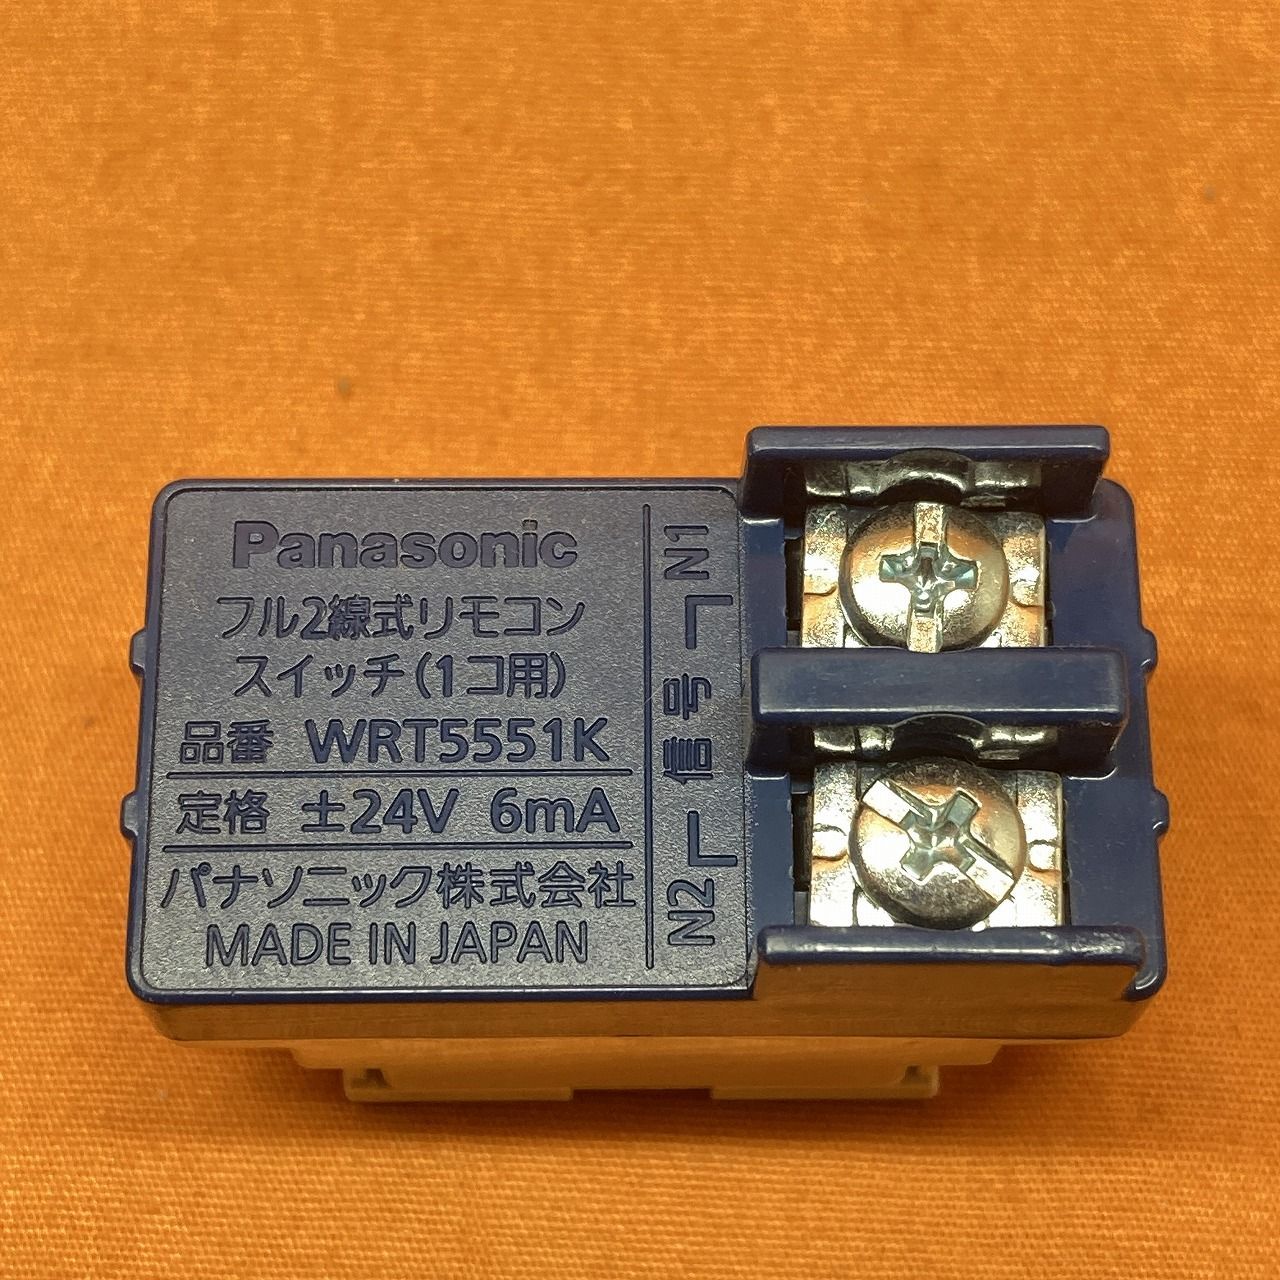 Panasonic
フル2線式リモコン
スイッチ(1コ用)
品番 WRT5551K
定格 ±24V 6mA
パナソニック株式会社
MADE IN JAPAN
N2 信号 N1